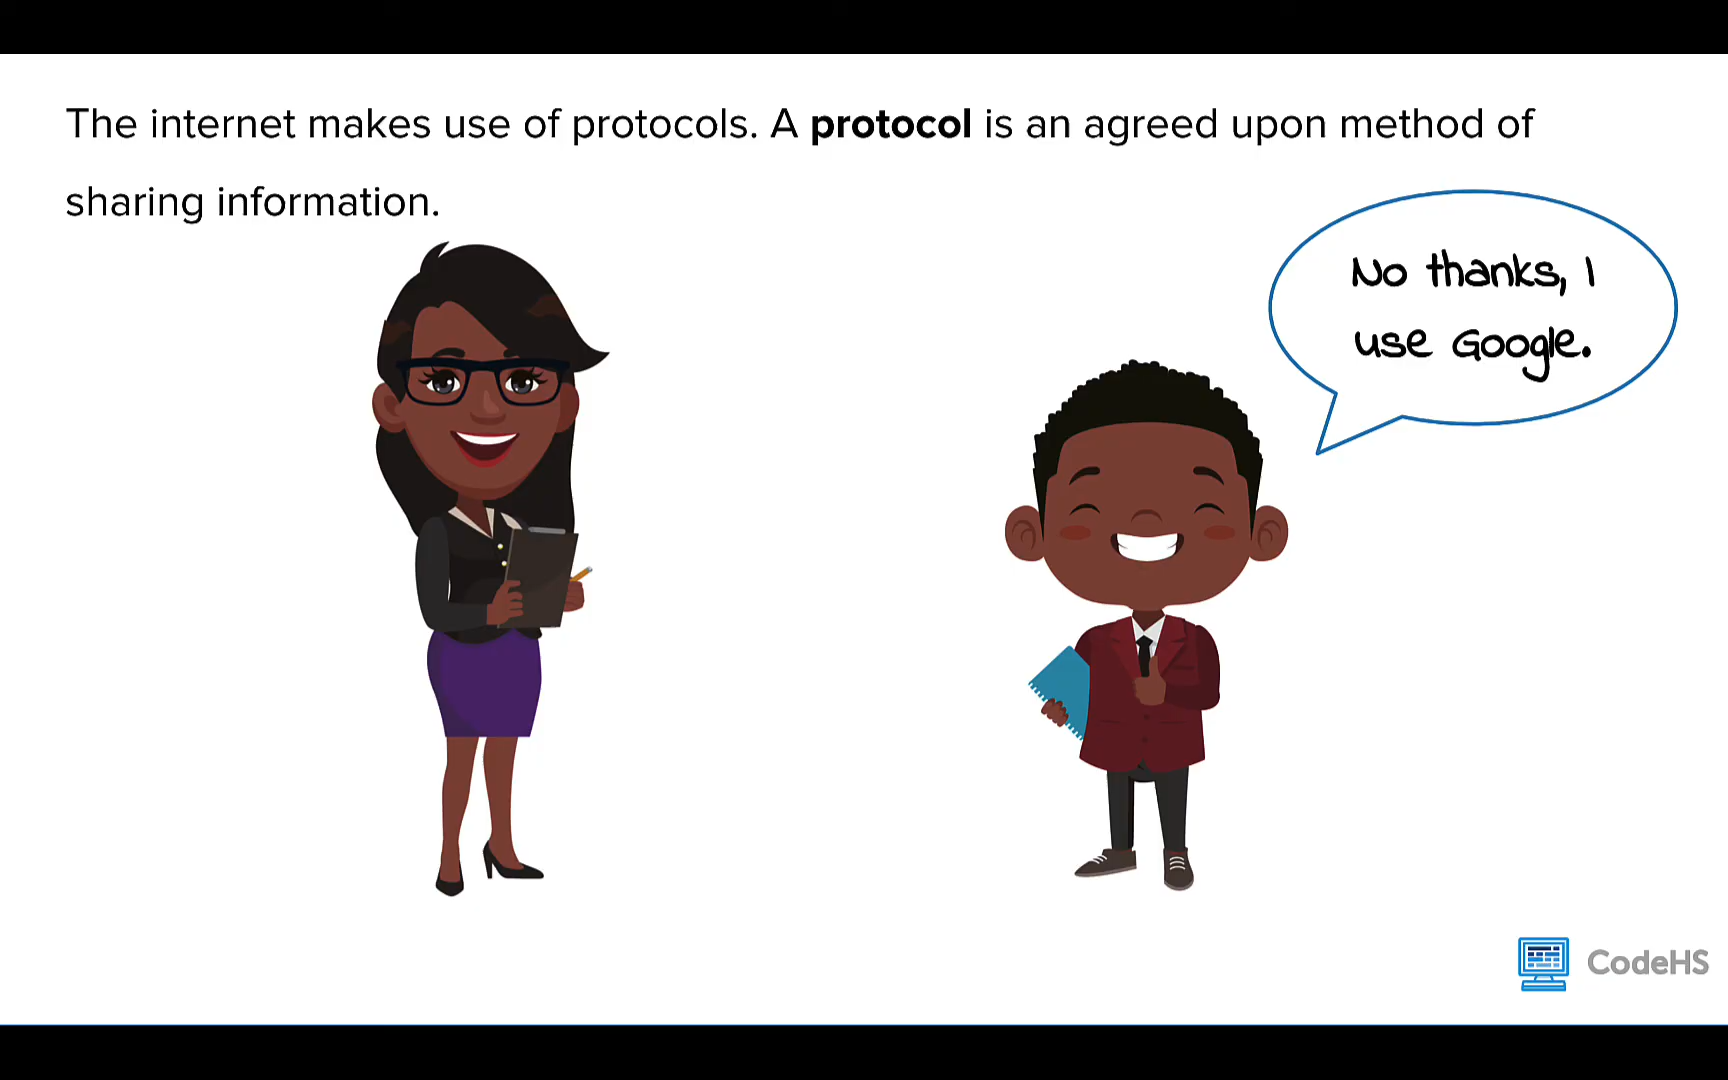 The internet makes use of protocols. A protocol is an agreed upon method of
sharing information.
No thanks, I
use Google.
CodeHS